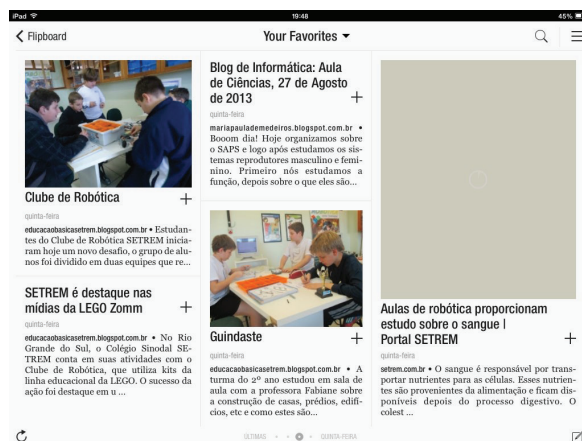 iPad
19:48
45%
Flipboard
Your Favorites
Clube de Robótica
quinta-feira
educacaobasicasetrem.blogspot.com.br • Estudan-
tes do Clube de Robótica SETREM inicia-
ram hoje um novo desafio, o grupo de alu-
nos foi dividido em duas equipes que re...
SETREM é destaque nas
mídias da LEGO Zomm
quinta-feira
educacaobasicasetrem.blogspot.com.br • No Rio
Grande do Sul, o Colégio Sinodal SE-
TREM conta em suas atividades com o
Clube de Robótica, que utiliza kits da
linha educacional da LEGO. O sucesso da
ação foi destaque em u ...
Blog de Informática: Aula
de Ciências, 27 de Agosto
de 2013
quinta-feira
mariapaulademedeiros.blogspot.com.br •
Booom dia! Hoje organizamos sobre
o SAPS e logo após estudamos os sis-
temas reprodutores masculino e femi-
nino. Primeiro nós estudamos a
função, depois sobre o que eles são...
Guindaste
quinta-feira
educacaobasicasetrem.blogspot.com.br • A
turma do 2º ano estudou em sala de
aula com a professora Fabiane sobre
a construção de casas, prédios, edifí-
cios, etc e como estes são...
Aulas de robótica proporcionam
estudo sobre o sangue |
Portal SETREM
quinta-feira
setrem.com.br • O sangue é responsável por trans-
portar nutrientes para as células. Esses nutrien-
tes são provenientes da alimentação e ficam dis-
poníveis depois do processo digestivo. O
colest ...
ÚLTIMAS
QUINTA-FEIRA